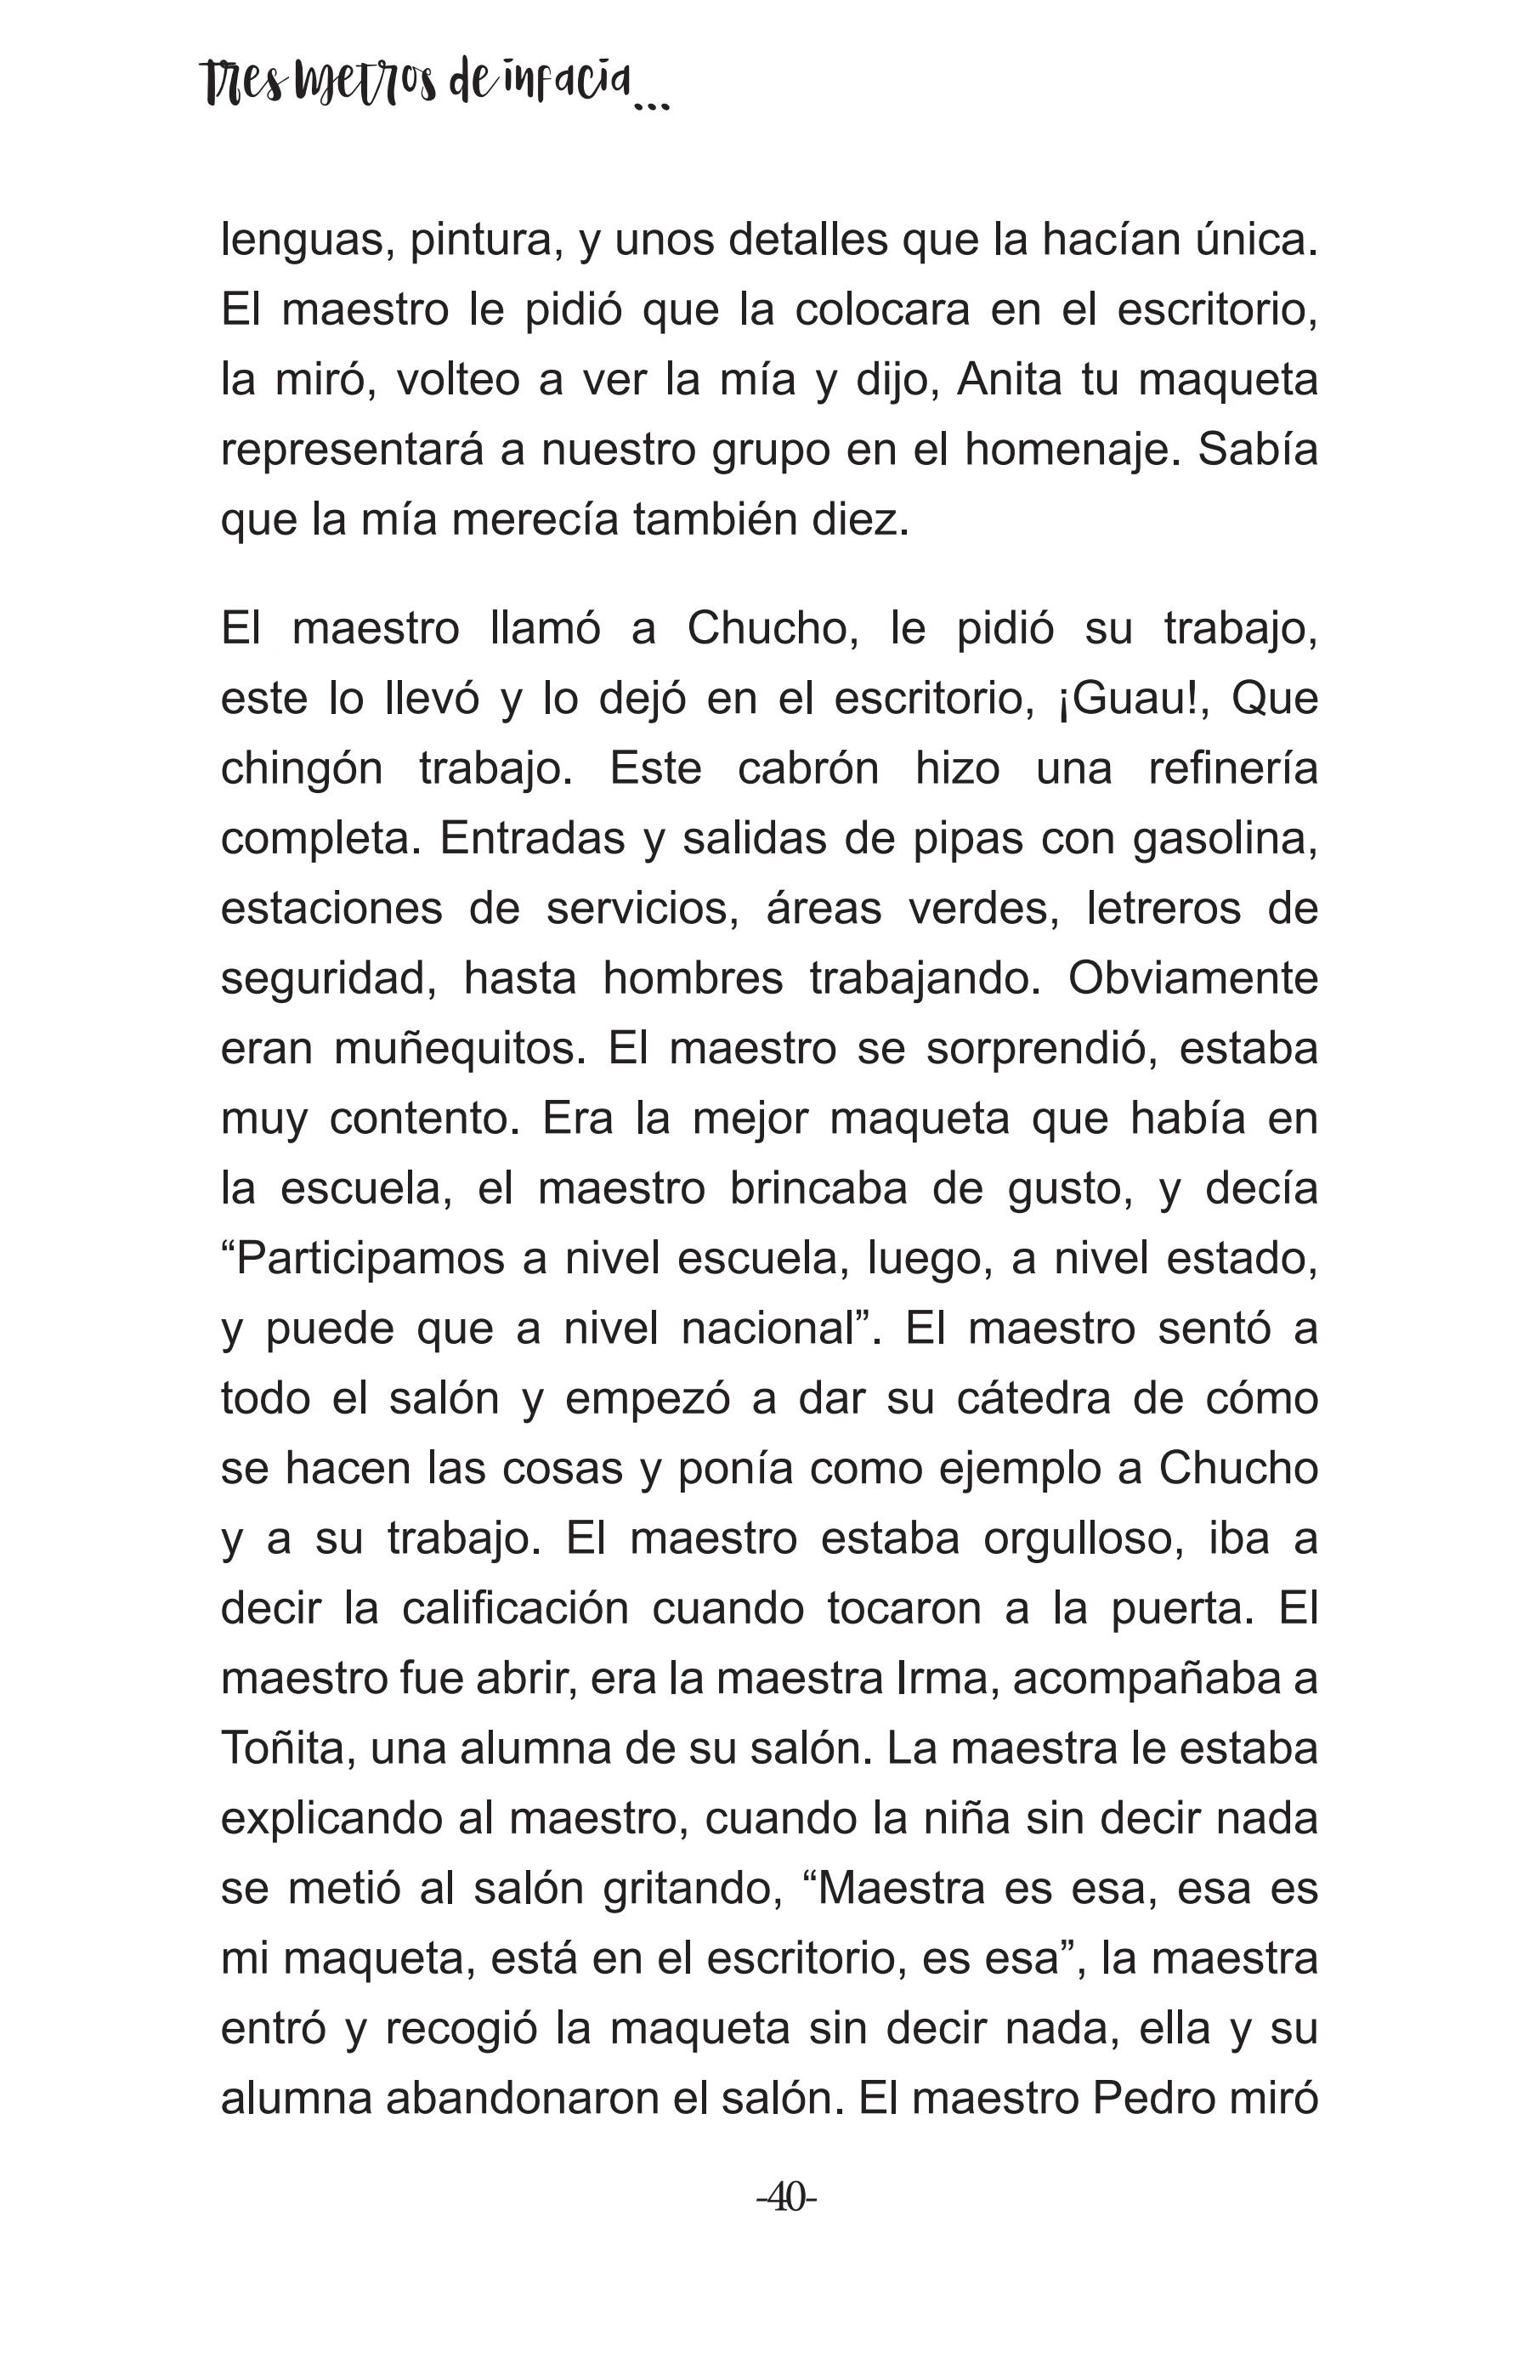 Tres metros de infacia...
lenguas, pintura, y unos detalles que la hacían única.
El maestro le pidió que la colocara en el escritorio,
la miró, volteo a ver la mía y dijo, Anita tu maqueta
representará a nuestro grupo en el homenaje. Sabía
que la mía merecía también diez.
El maestro llamó a Chucho, le pidió su trabajo,
este lo llevó y lo dejó en el escritorio, ¡Guau!, Que
chingón trabajo. Este cabrón hizo una refinería
completa. Entradas y salidas de pipas con gasolina,
estaciones de servicios, áreas verdes, letreros de
seguridad, hasta hombres trabajando. Obviamente
eran muñequitos. El maestro se sorprendió, estaba
muy contento. Era la mejor maqueta que había en
la escuela, el maestro brincaba de gusto, y decía
“Participamos a nivel escuela, luego, a nivel estado,
y puede que a nivel nacional”. El maestro sentó a
todo el salón y empezó a dar su cátedra de cómo
se hacen las cosas y ponía como ejemplo a Chucho
y a su trabajo. El maestro estaba orgulloso, iba a
decir la calificación cuando tocaron a la puerta. El
maestro fue abrir, era la maestra Irma, acompañaba a
Toñita, una alumna de su salón. La maestra le estaba
explicando al maestro, cuando la niña sin decir nada
se metió al salón gritando, “Maestra es esa, esa es
mi maqueta, está en el escritorio, es esa”, la maestra
entró y recogió la maqueta sin decir nada, ella y su
alumna abandonaron el salón. El maestro Pedro miró
-40-